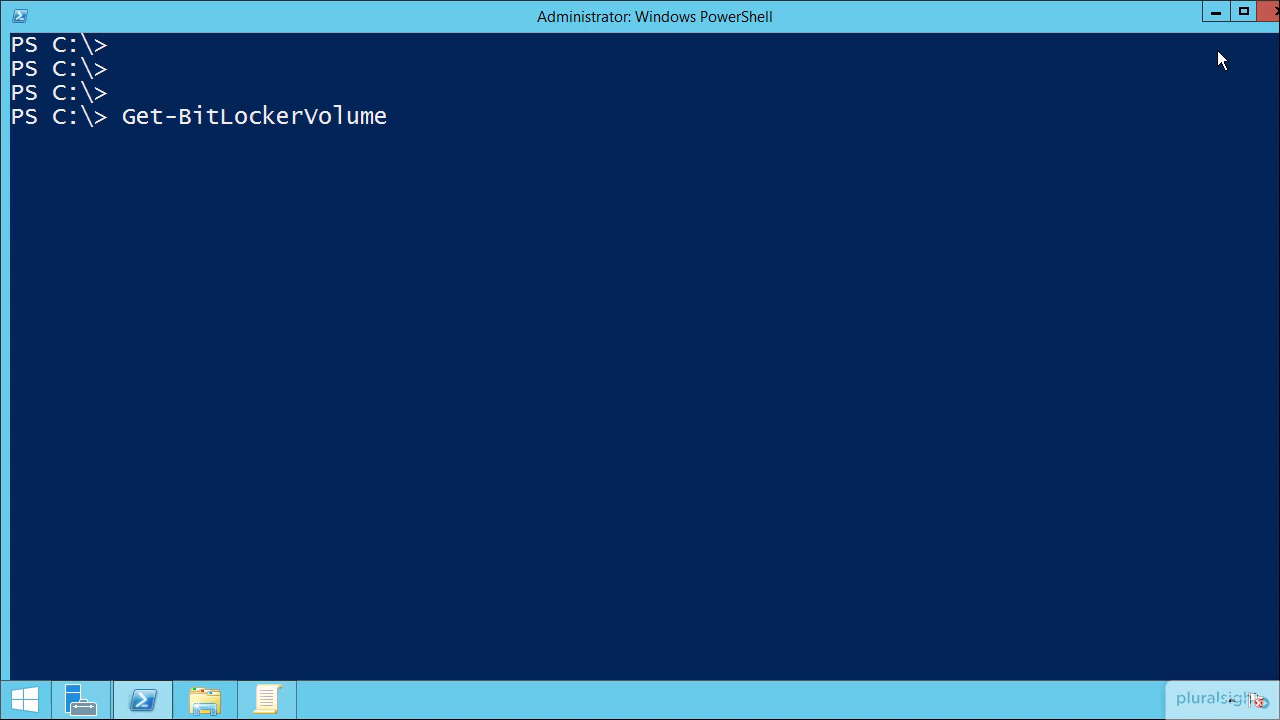 Administrator: Windows PowerShell
PS C:\>
PS C:\>
PS C:\>
PS C:\> Get-BitLockerVolume
pluralsight